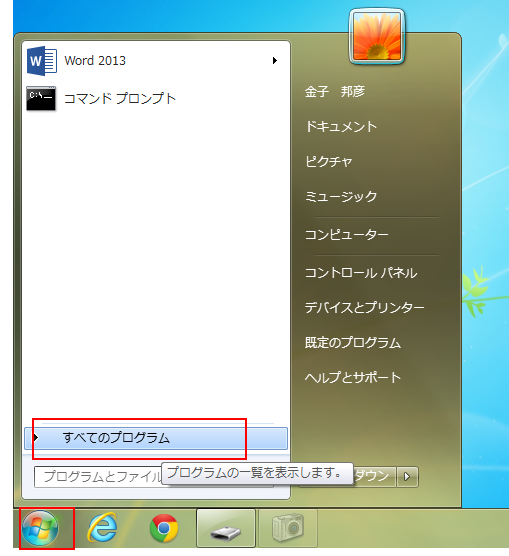 Word 2013
コマンド プロンプト
すべてのプログラム
プログラムとファイル
プログラムの一覧を表示します。
金子 邦彦
ドキュメント
ピクチャ
ミュージック
コンピューター
コントロール パネル
デバイスとプリンター
既定のプログラム
ヘルプとサポート
ダウン